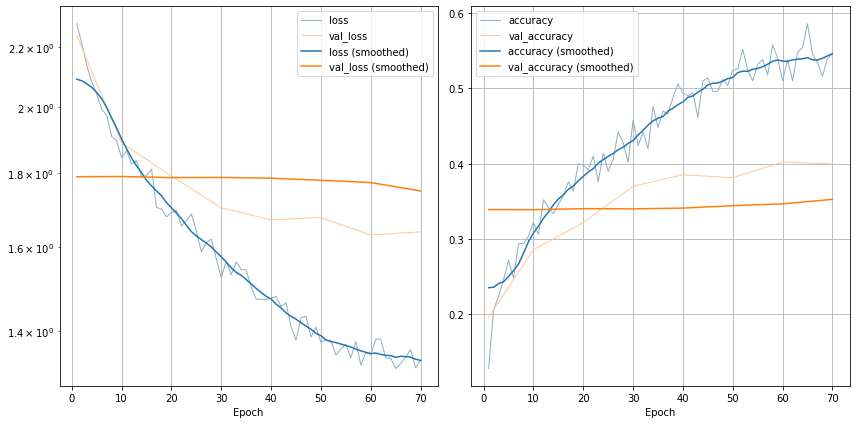 loss
val_loss
loss (smoothed)
val_loss (smoothed)
2.2 × 10⁰
2 × 10⁰
1.8 × 10⁰
1.6 × 10⁰
1.4 × 10⁰
0 10 20 30 40 50 60 70
Epoch
accuracy
val_accuracy
accuracy (smoothed)
val_accuracy (smoothed)
0.6
0.5
0.4
0.3
0.2
0 10 20 30 40 50 60 70
Epoch